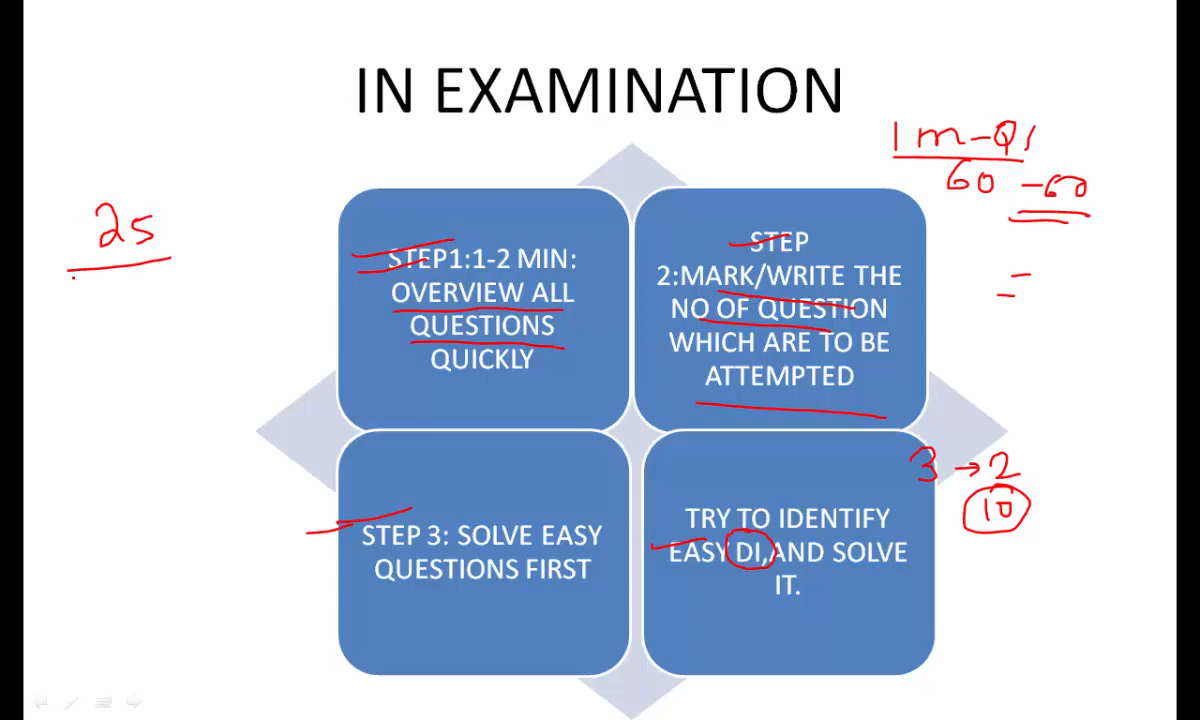 IN EXAMINATION
1 m - Q1
60 - 60
=
25
STEP1:1-2 MIN:
OVERVIEW ALL
QUESTIONS
QUICKLY
STEP
2:MARK/WRITE THE
NO OF QUESTION
WHICH ARE TO BE
ATTEMPTED
STEP 3: SOLVE EASY
QUESTIONS FIRST
3 → 2
10
TRY TO IDENTIFY
EASY DI,AND SOLVE
IT.